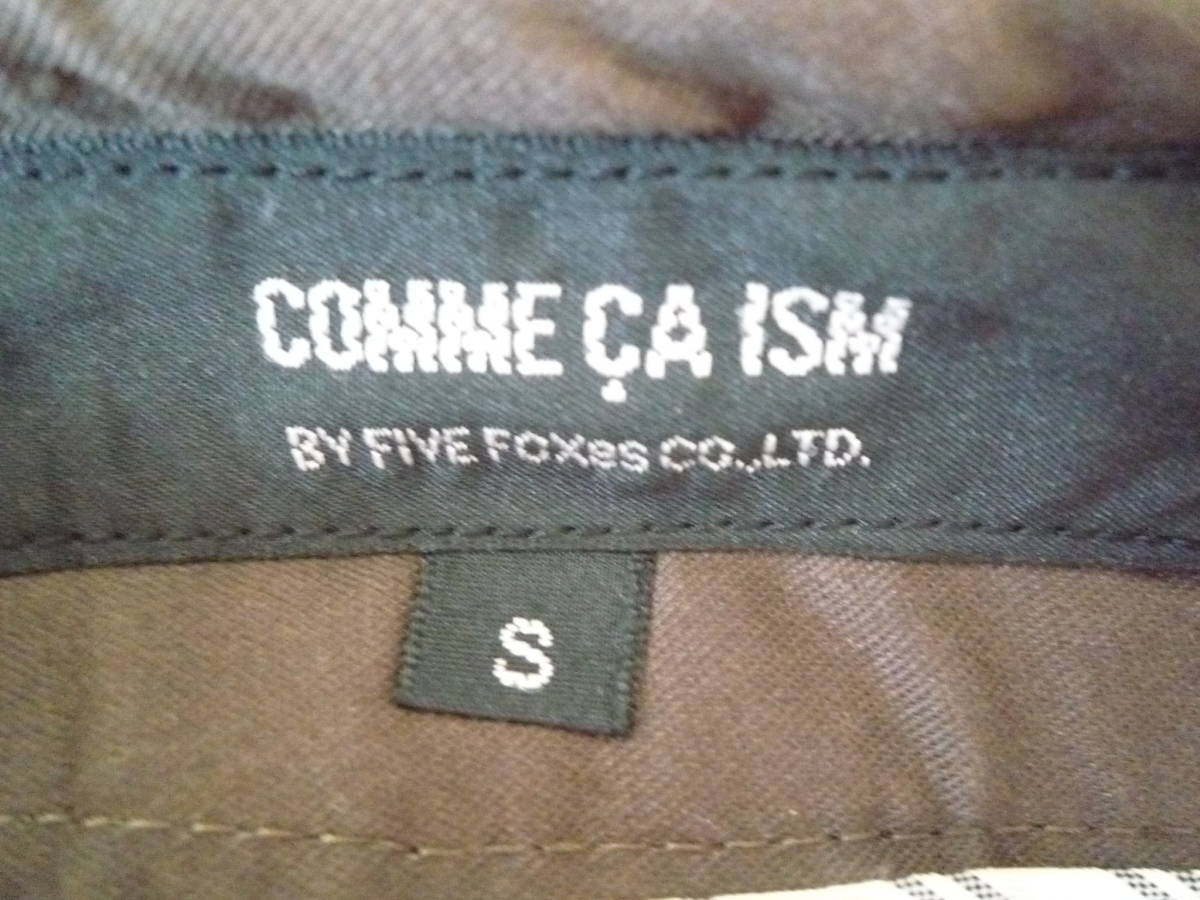 COMME ÇA ISM
BY FIVE FOXes CO.,LTD.
S